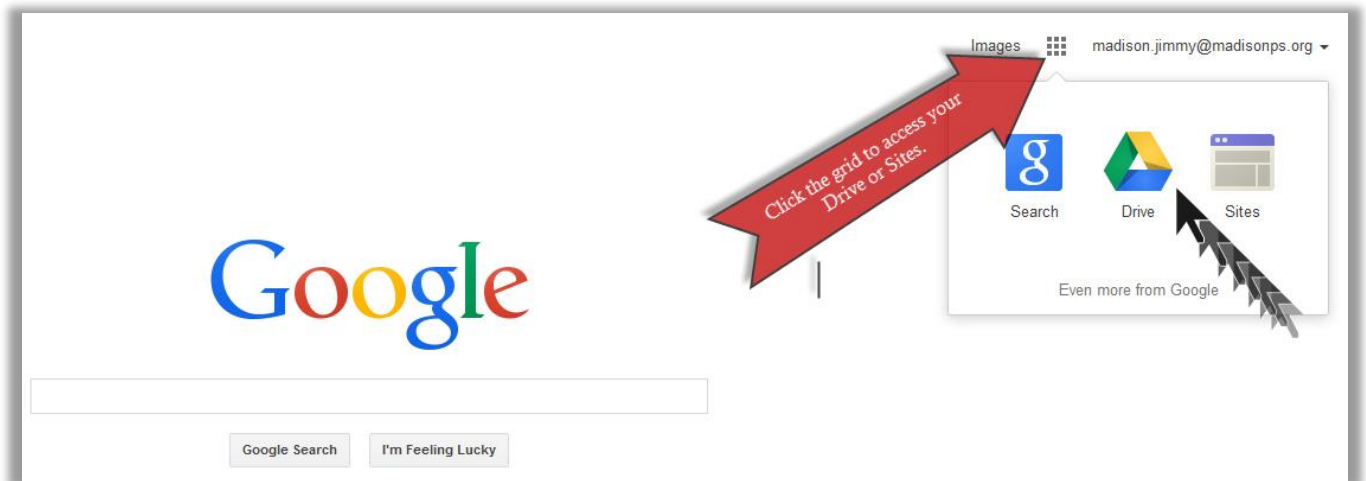 Images madison.jimmy@madisonps.org
Click the grid to access your
Drive or Sites.
g
Search Drive Sites
Even more from Google
Google
Google Search I'm Feeling Lucky